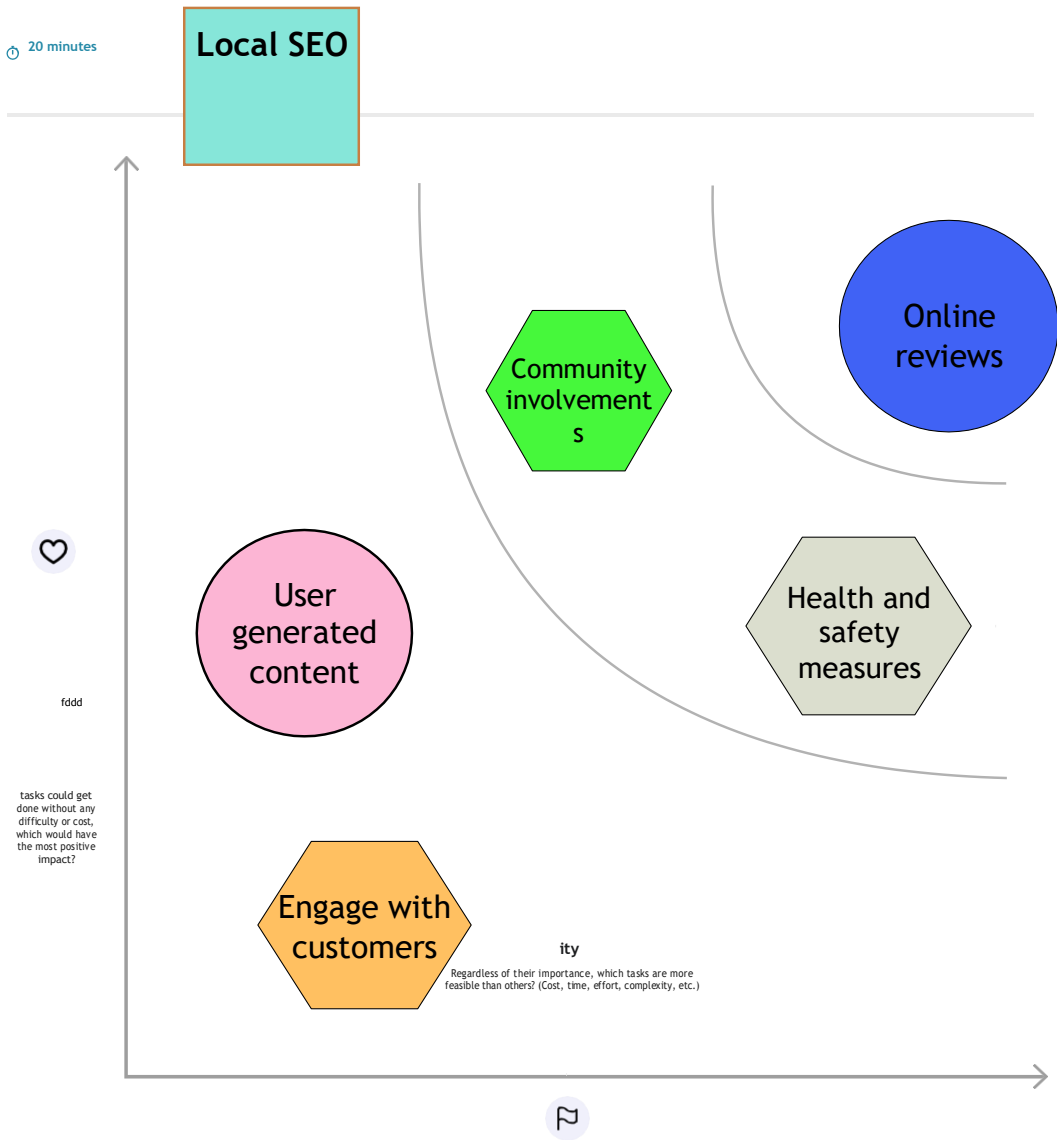 20 minutes
Local SEO
Online
reviews
Community
involvement
s
User
generated
content
Health and
safety
measures
fddd
tasks could get
done without any
difficulty or cost,
which would have
the most positive
impact?
Engage with
customers
ity
Regardless of their importance, which tasks are more
feasible than others? (Cost, time, effort, complexity, etc.)